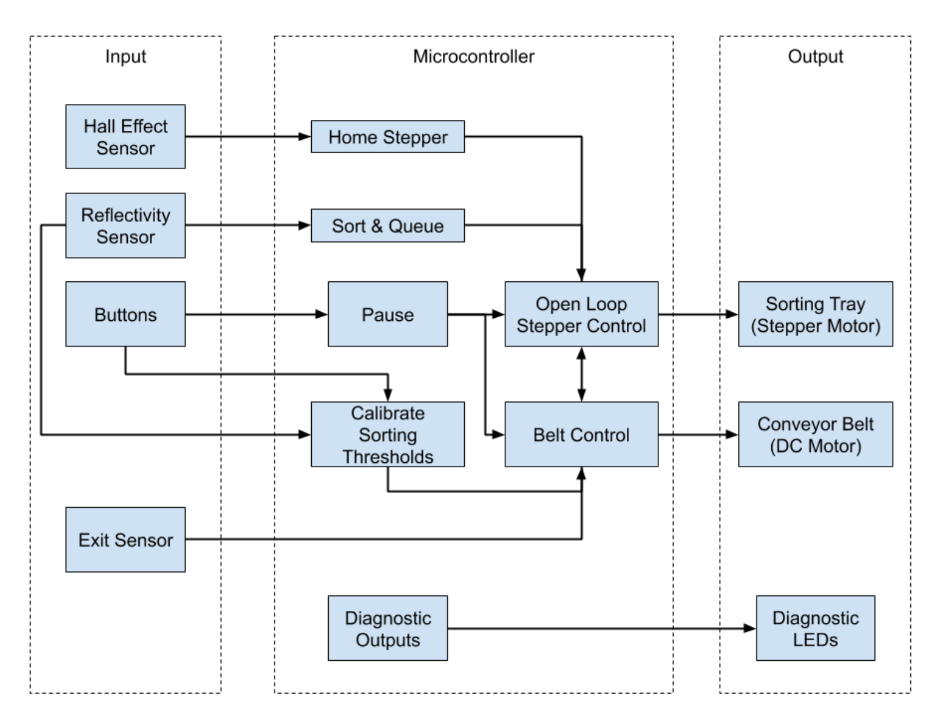 Input
Microcontroller
Output
Hall Effect
Sensor
Home Stepper
Reflectivity
Sensor
Sort & Queue
Buttons
Pause
Open Loop
Stepper Control
Sorting Tray
(Stepper Motor)
Calibrate
Sorting
Thresholds
Belt Control
Conveyor Belt
(DC Motor)
Exit Sensor
Diagnostic
Outputs
Diagnostic
LEDs